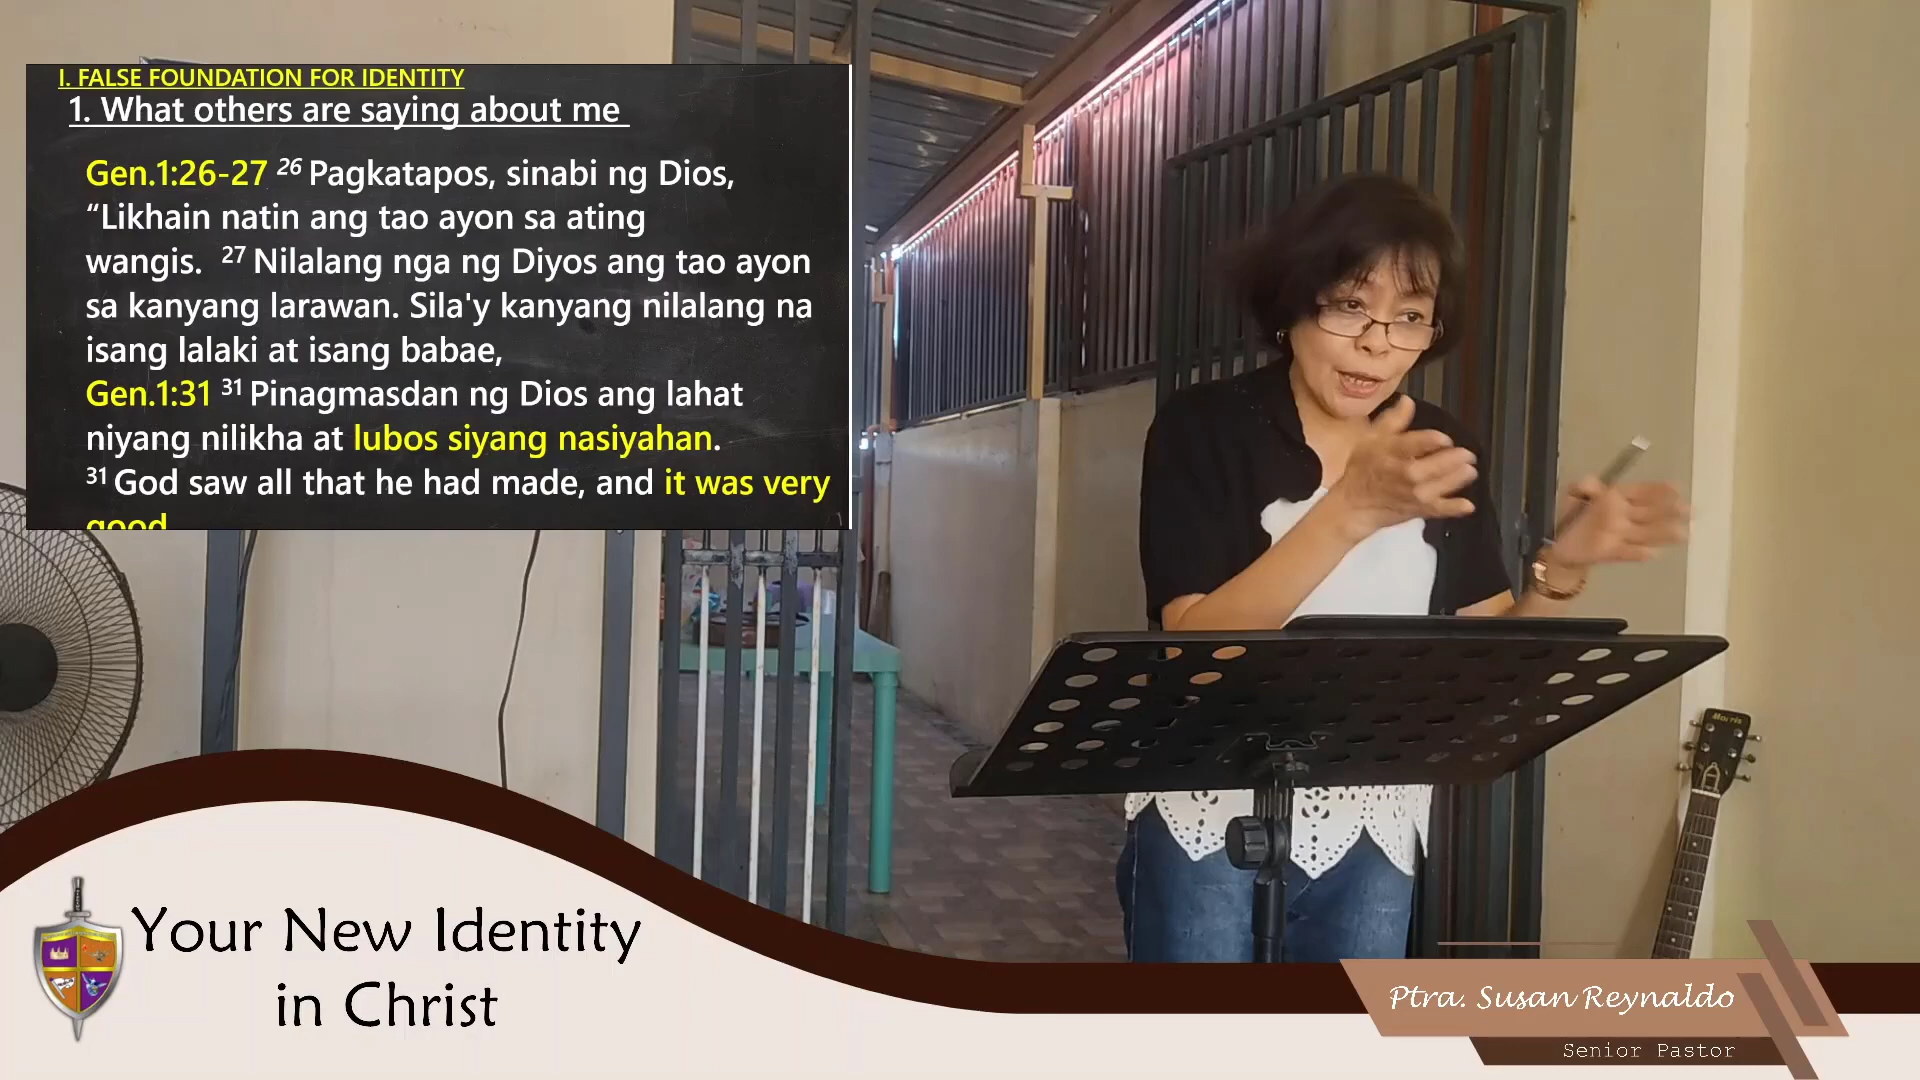 I. FALSE FOUNDATION FOR IDENTITY
1. What others are saying about me
Gen.1:26-27 ²⁶ Pagkatapos, sinabi ng Dios,
“Likhain natin ang tao ayon sa ating
wangis. ²⁷ Nilalang nga ng Diyos ang tao ayon
sa kanyang larawan. Sila'y kanyang nilalang na
isang lalaki at isang babae,
Gen.1:31 ³¹ Pinagmasdan ng Dios ang lahat
niyang nilikha at lubos siyang nasiyahan.
³¹ God saw all that he had made, and it was very
good
Morris
Your New Identity
in Christ
Ptra. Susan Reynaldo
Senior Pastor